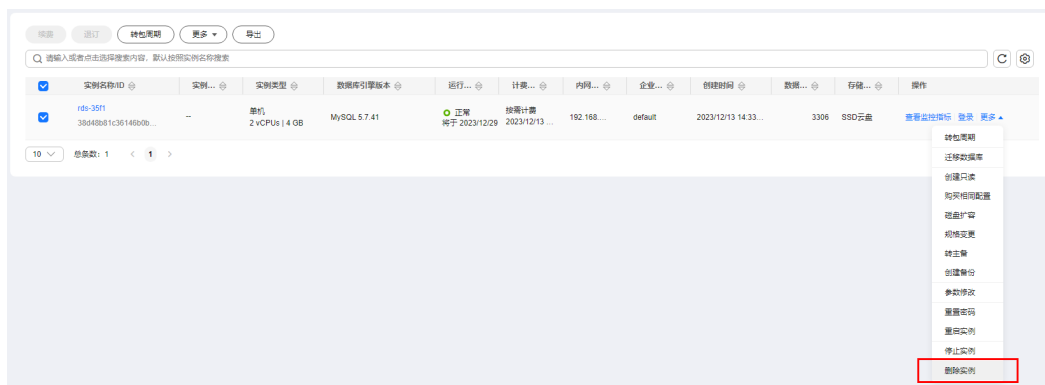 续费 退订 转包周期 更多 导出
请输入或者点击选择搜索内容，默认按照实例名称搜索
实例名称/ID 实例... 实例类型 数据库引擎版本 运行... 计费... 内网... 企业... 创建时间 数据... 存储... 操作
rds-35f1 -- 单机 MySQL 5.7.41 正常 按需计费 192.168.... default 2023/12/13 14:33... 3306 SSD云盘 查看监控指标 登录 更多
38d48b81c36146b0b... 2 vCPUs | 4 GB 将于 2023/12/29 2023/12/13 ...
10 总条数：1 < 1 >
转包周期
迁移数据库
创建只读
购买相同配置
磁盘扩容
规格变更
转主备
创建备份
参数修改
重置密码
重启实例
停止实例
删除实例